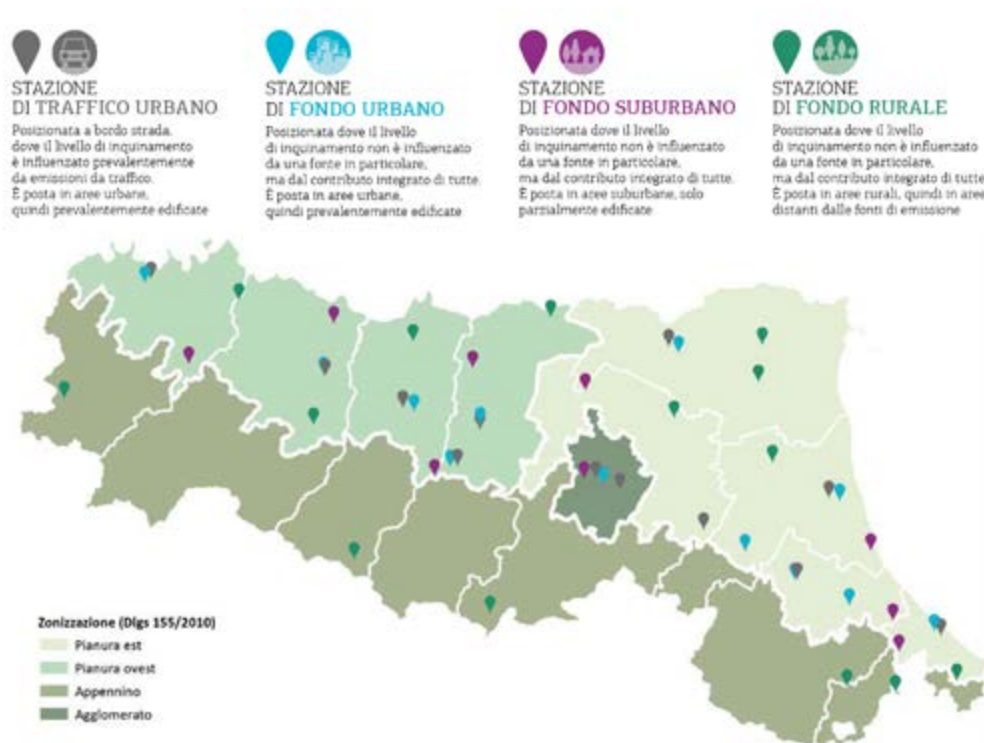 STAZIONE
DI TRAFFICO URBANO
Posizionata a bordo strada,
dove il livello di inquinamento
è influenzato prevalentemente
da emissioni da traffico.
È posta in aree urbane,
quindi prevalentemente edificate
STAZIONE
DI FONDO URBANO
Posizionata dove il livello
di inquinamento non è influenzato
da una fonte in particolare,
ma dal contributo integrato di tutte.
È posta in aree urbane,
quindi prevalentemente edificate
STAZIONE
DI FONDO SUBURBANO
Posizionata dove il livello
di inquinamento non è influenzato
da una fonte in particolare,
ma dal contributo integrato di tutte.
È posta in aree suburbane, solo
parzialmente edificate
STAZIONE
DI FONDO RURALE
Posizionata dove il livello
di inquinamento non è influenzato
da una fonte in particolare,
ma dal contributo integrato di tutte
È posta in aree rurali, quindi in aree
distanti dalle fonti di emissione
Zonizzazione (Dlgs 155/2010)
Pianura est
Pianura ovest
Appennino
Agglomerato